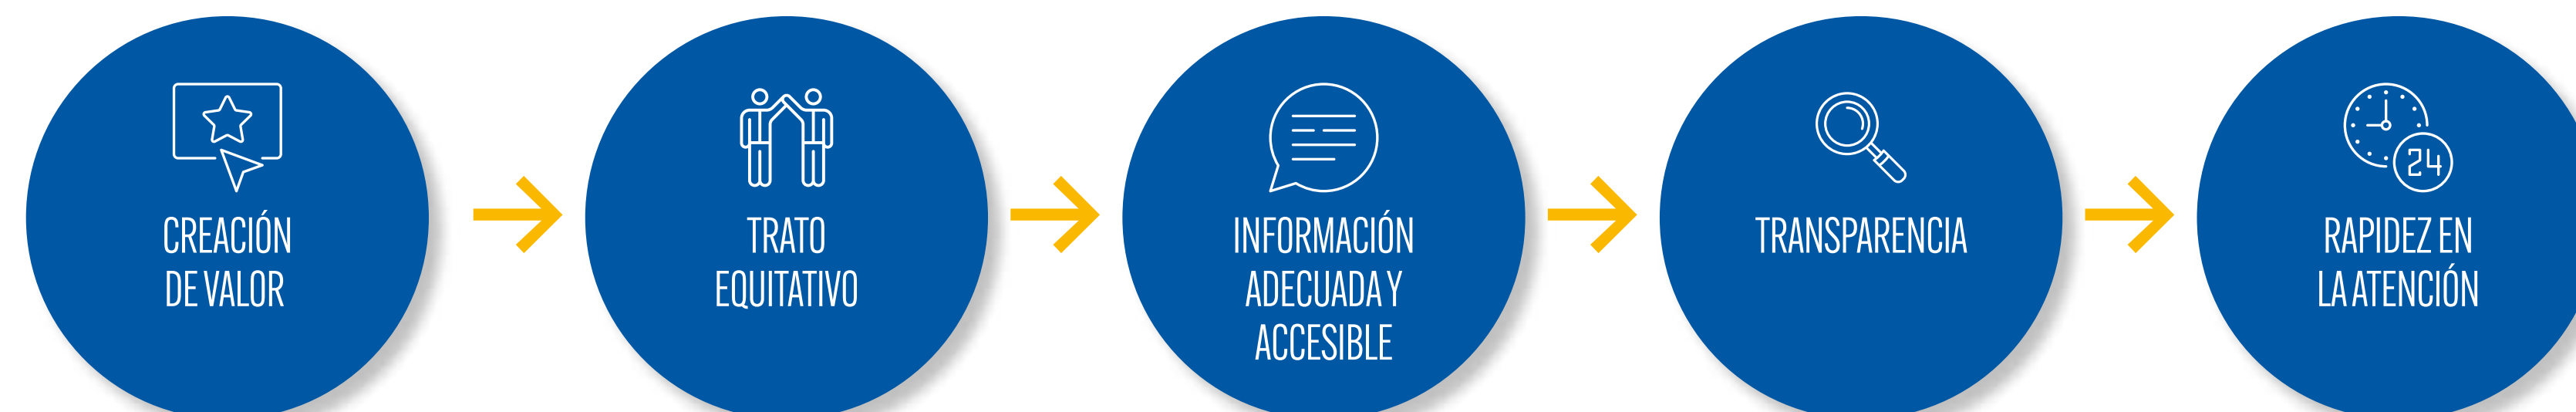 CREACIÓN
DE VALOR
TRATO
EQUITATIVO
INFORMACIÓN
ADECUADA Y
ACCESIBLE
TRANSPARENCIA
24
RAPIDEZ EN
LA ATENCIÓN